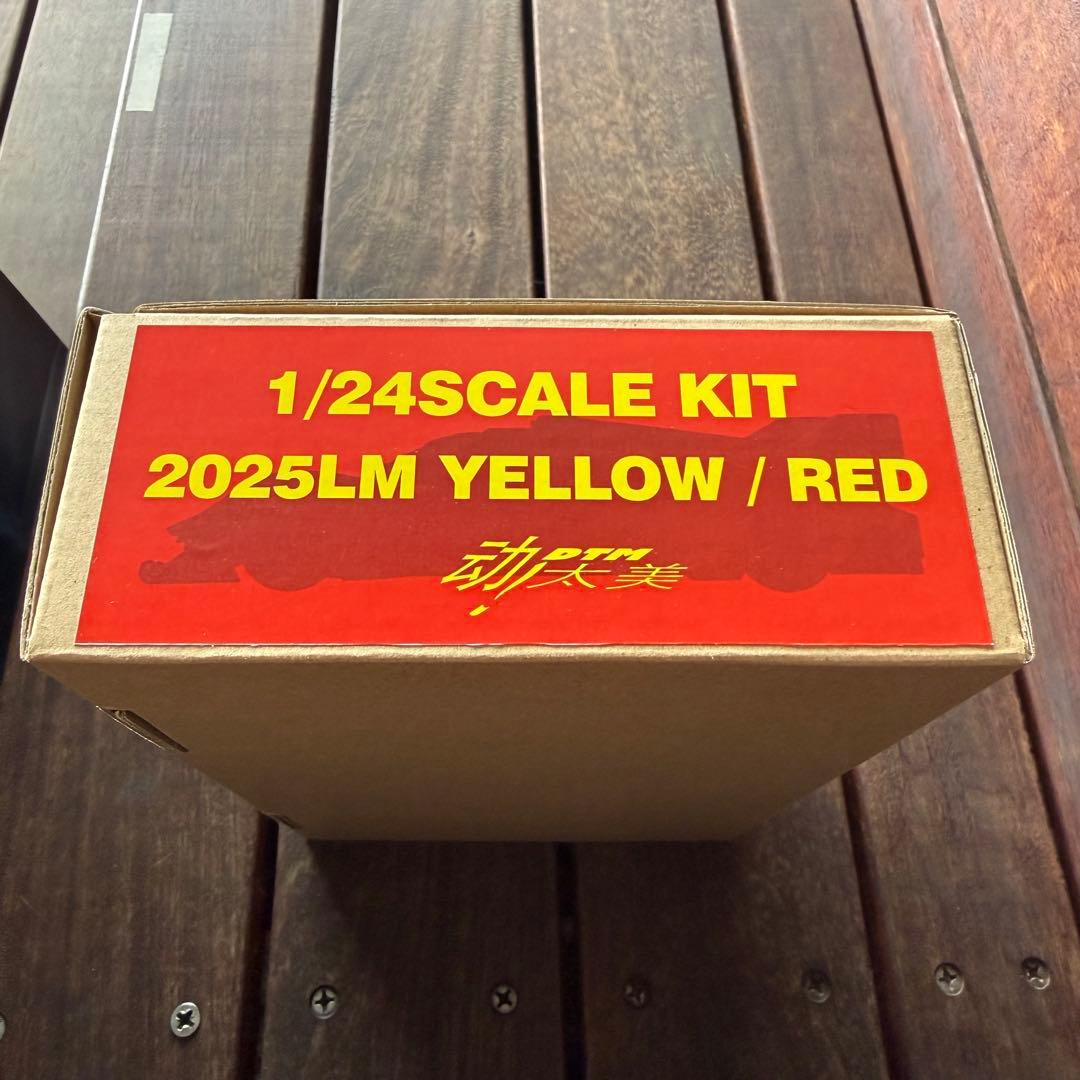 1/24SCALE KIT
2025LM YELLOW / RED
DTM
动太美